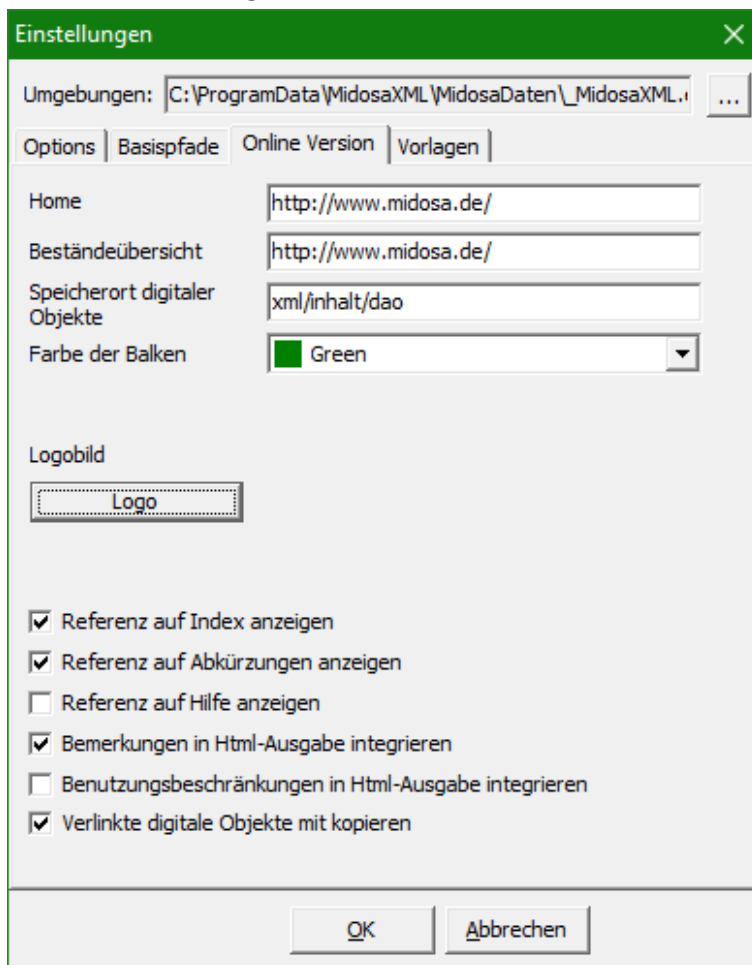 Einstellungen
Umgebungen: C:\ProgramData\MidosaXML\MidosaDaten\_MidosaXML. ...
Options Basispfade Online Version Vorlagen
Home http://www.midosa.de/
Beständeübersicht http://www.midosa.de/
Speicherort digitaler
Objekte xml/inhalt/dao
Farbe der Balken Green
Logobild
Logo
Referenz auf Index anzeigen
Referenz auf Abkürzungen anzeigen
Referenz auf Hilfe anzeigen
Bemerkungen in Html-Ausgabe integrieren
Benutzungsbeschränkungen in Html-Ausgabe integrieren
Verlinkte digitale Objekte mit kopieren
OK Abbrechen